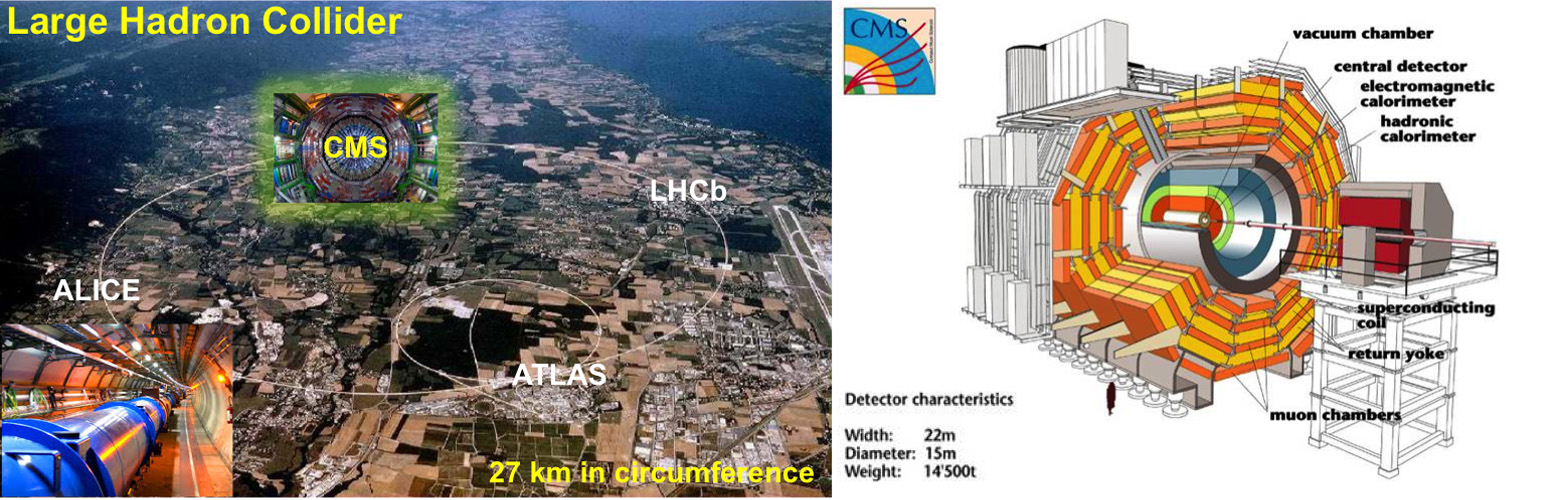 Large Hadron Collider
CMS
LHCb
ALICE
ATLAS
27 km in circumference
CMS
vacuum chamber
central detector
electromagnetic
calorimeter
hadronic
calorimeter
superconducting
coil
return yoke
muon chambers
Detector characteristics
Width: 22m
Diameter: 15m
Weight: 14'500t